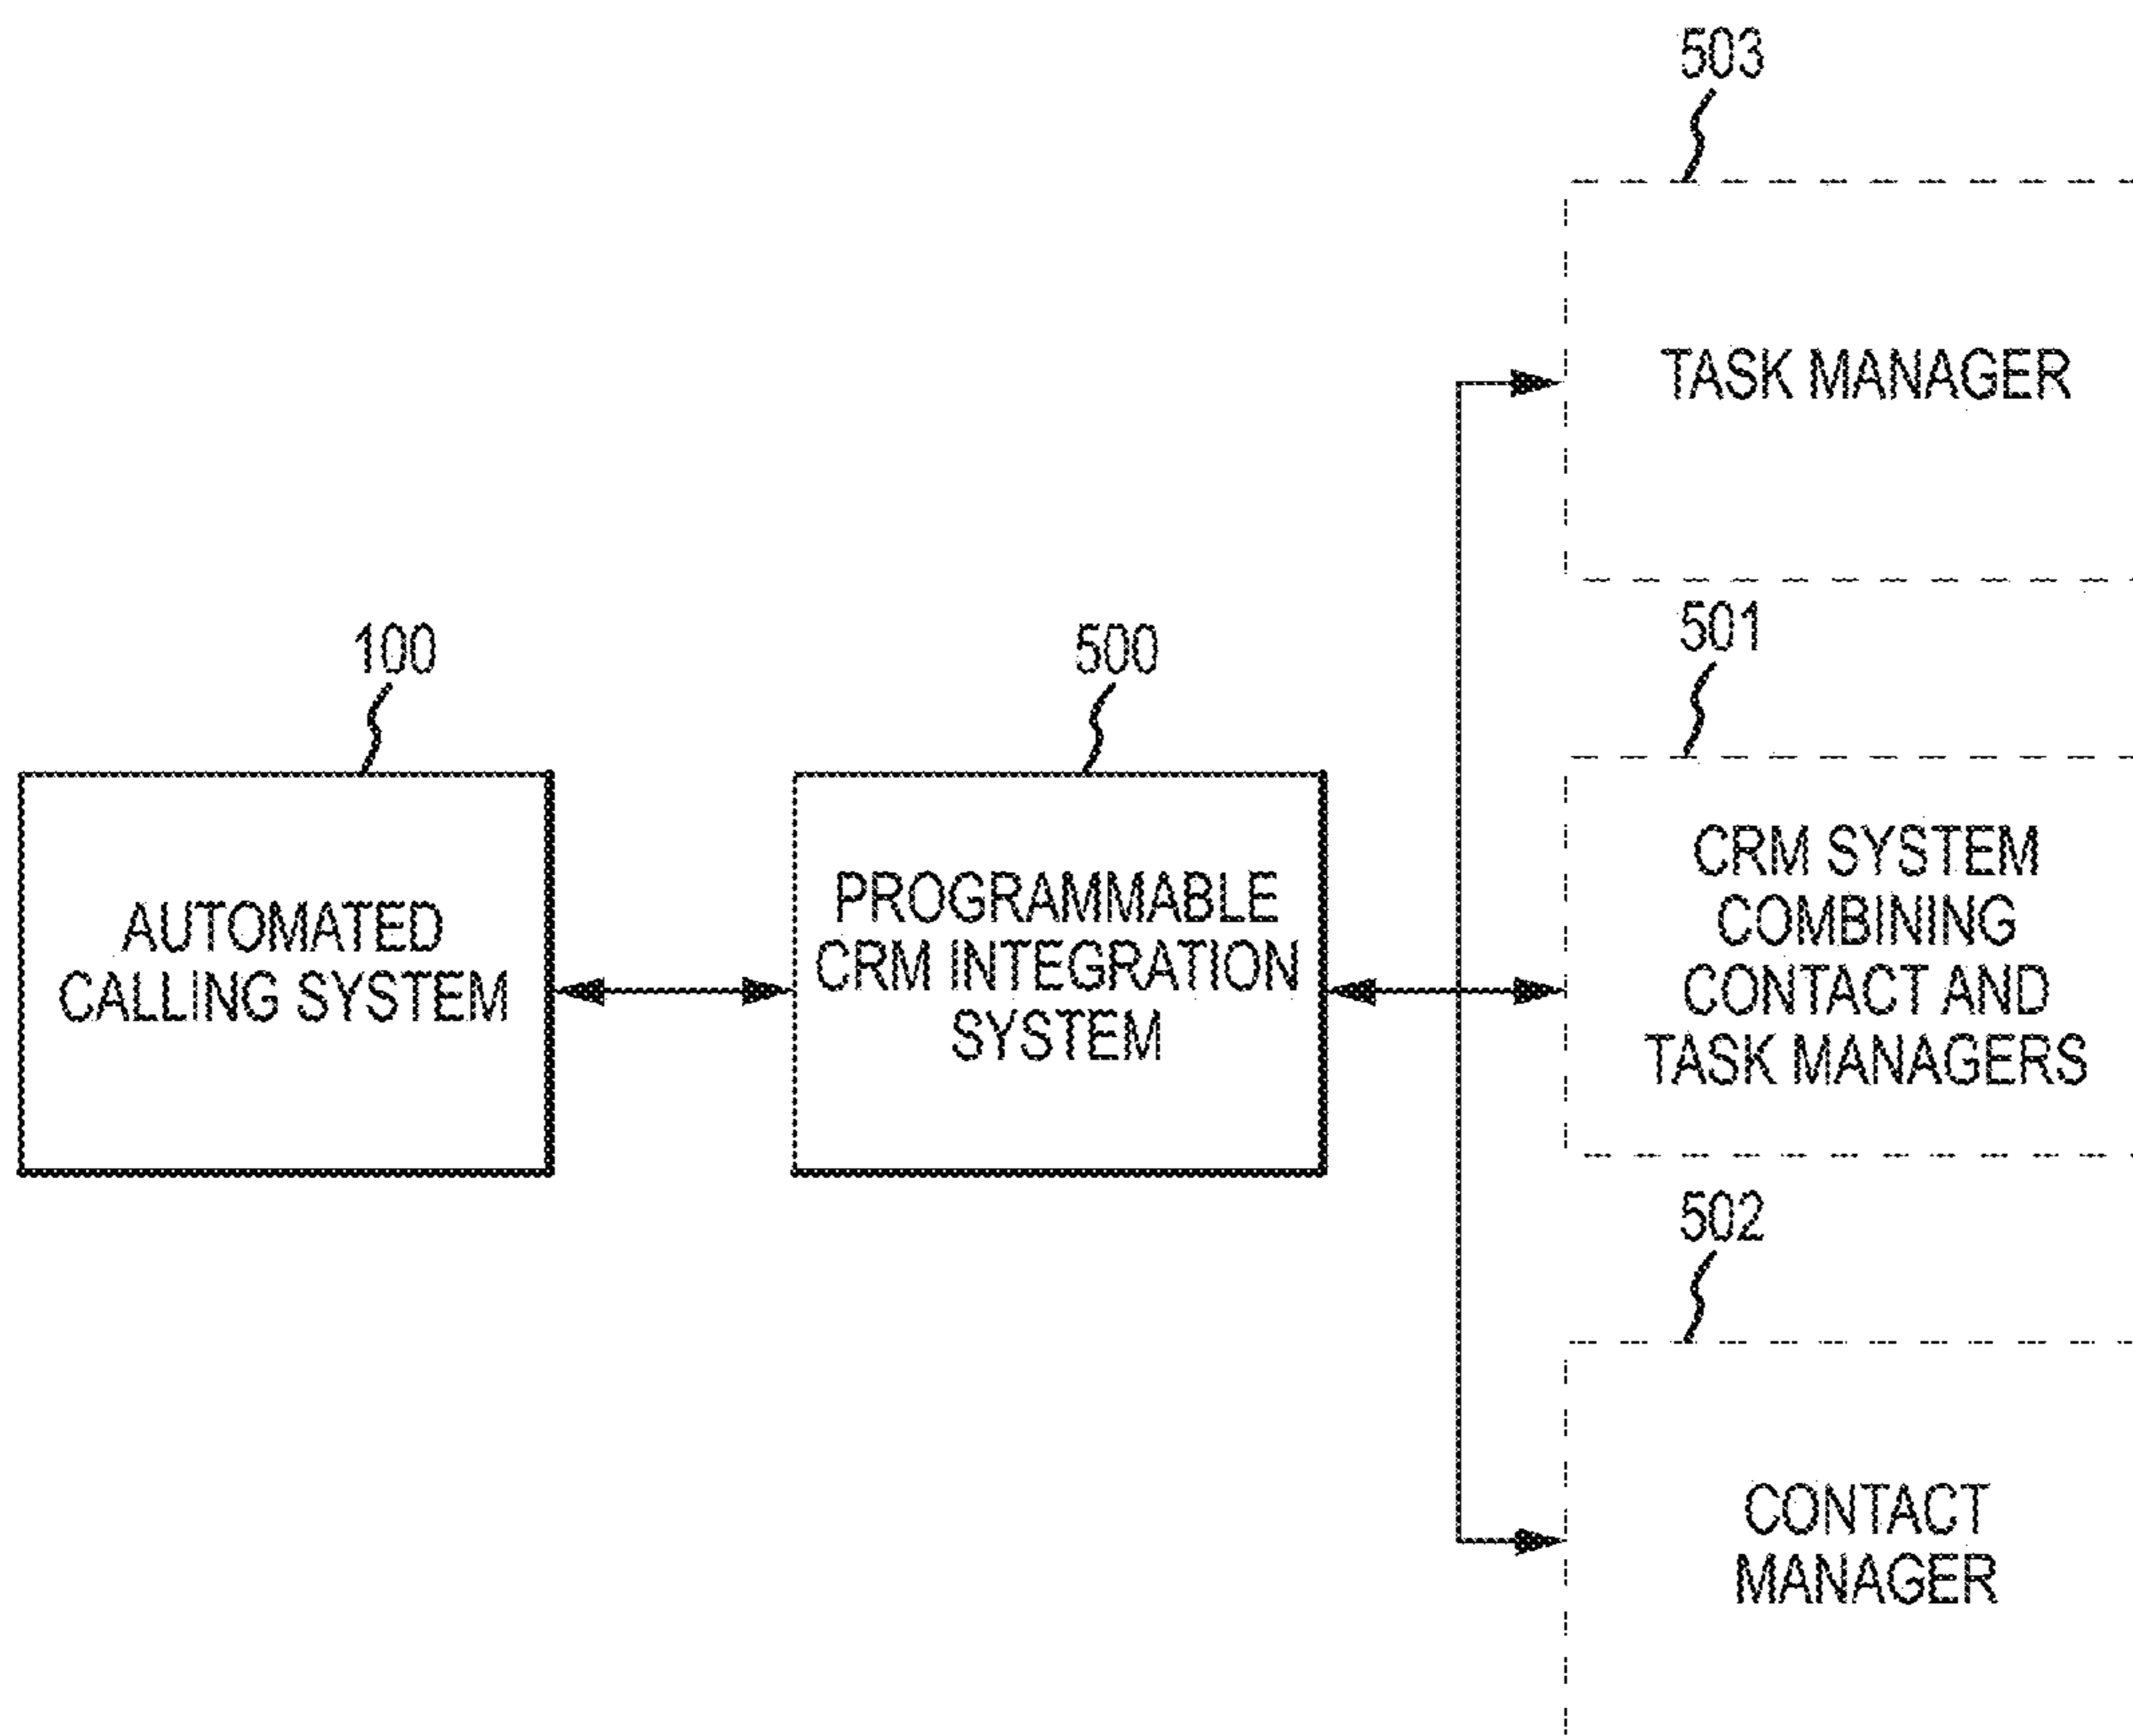 503
TASK MANAGER
100
AUTOMATED
CALLING SYSTEM
500
PROGRAMMABLE
CRM INTEGRATION
SYSTEM
501
CRM SYSTEM
COMBINING
CONTACT AND
TASK MANAGERS
502
CONTACT
MANAGER